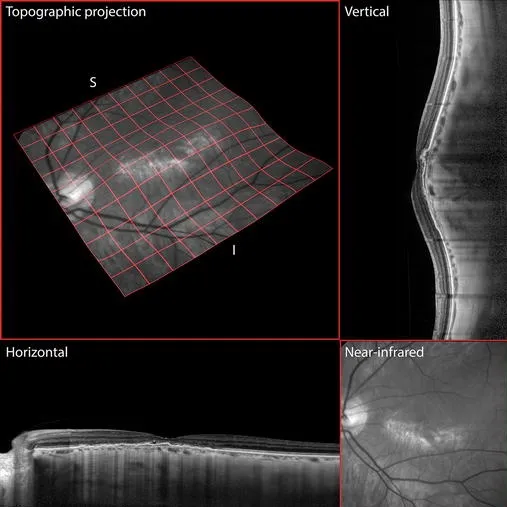 Topographic projection
Vertical
S
I
Horizontal
Near-infrared